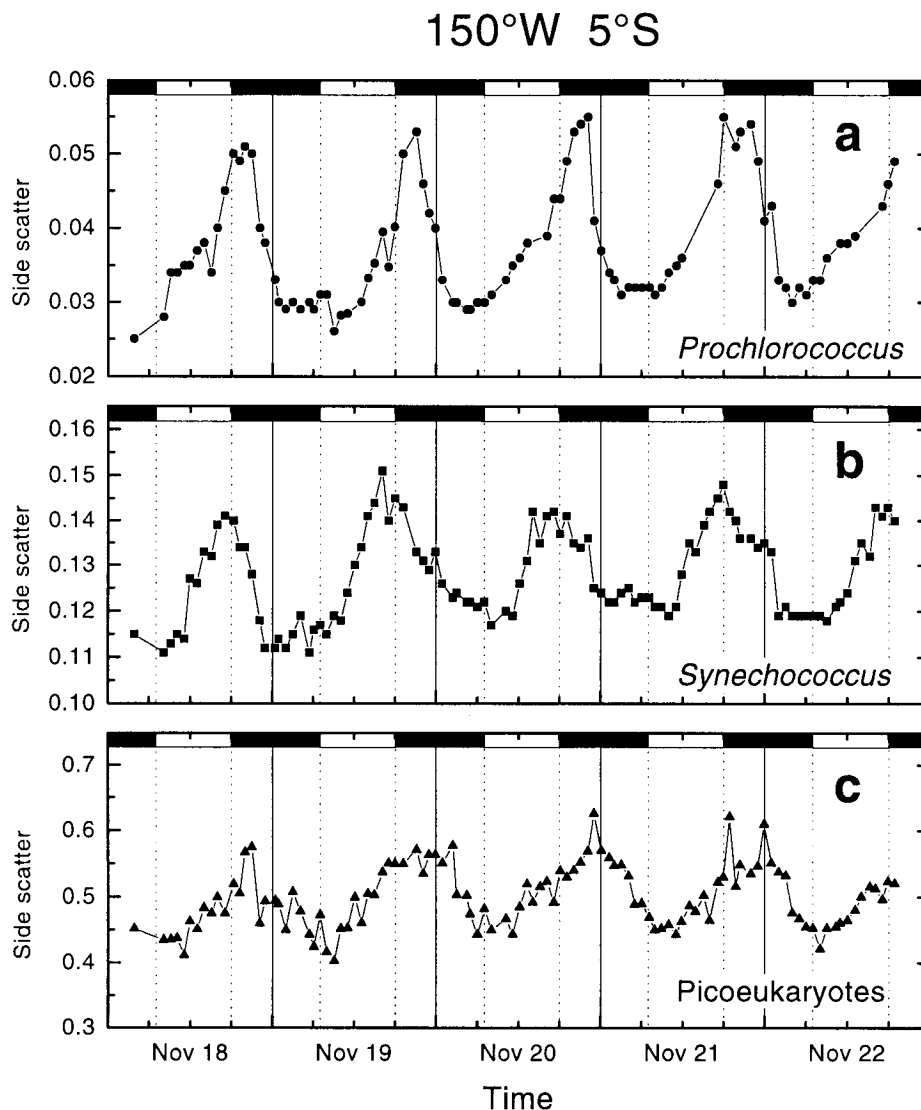 150°W 5°S
0.06
0.05
0.04
0.03
0.02
Side scatter
a
Prochlorococcus
0.16
0.15
0.14
0.13
0.12
0.11
0.10
Side scatter
b
Synechococcus
0.7
0.6
0.5
0.4
0.3
Side scatter
c
Picoeukaryotes
Nov 18 Nov 19 Nov 20 Nov 21 Nov 22
Time